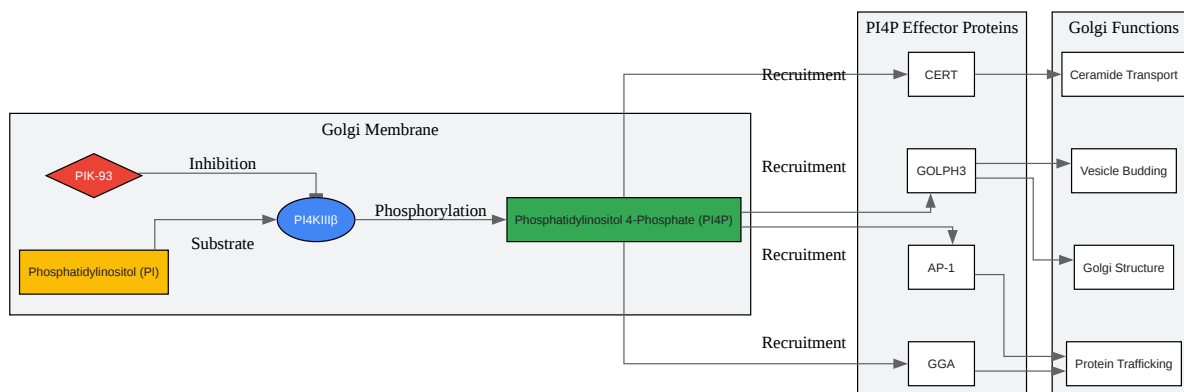 PI4P Effector Proteins
Golgi Functions
Recruitment
CERT
Ceramide Transport
Golgi Membrane
Inhibition
PIK-93
Recruitment
GOLPH3
Vesicle Budding
Phosphorylation
PI4KIIIβ
Phosphatidylinositol 4-Phosphate (PI4P)
Substrate
Phosphatidylinositol (PI)
Recruitment
AP-1
Golgi Structure
Recruitment
GGA
Protein Trafficking